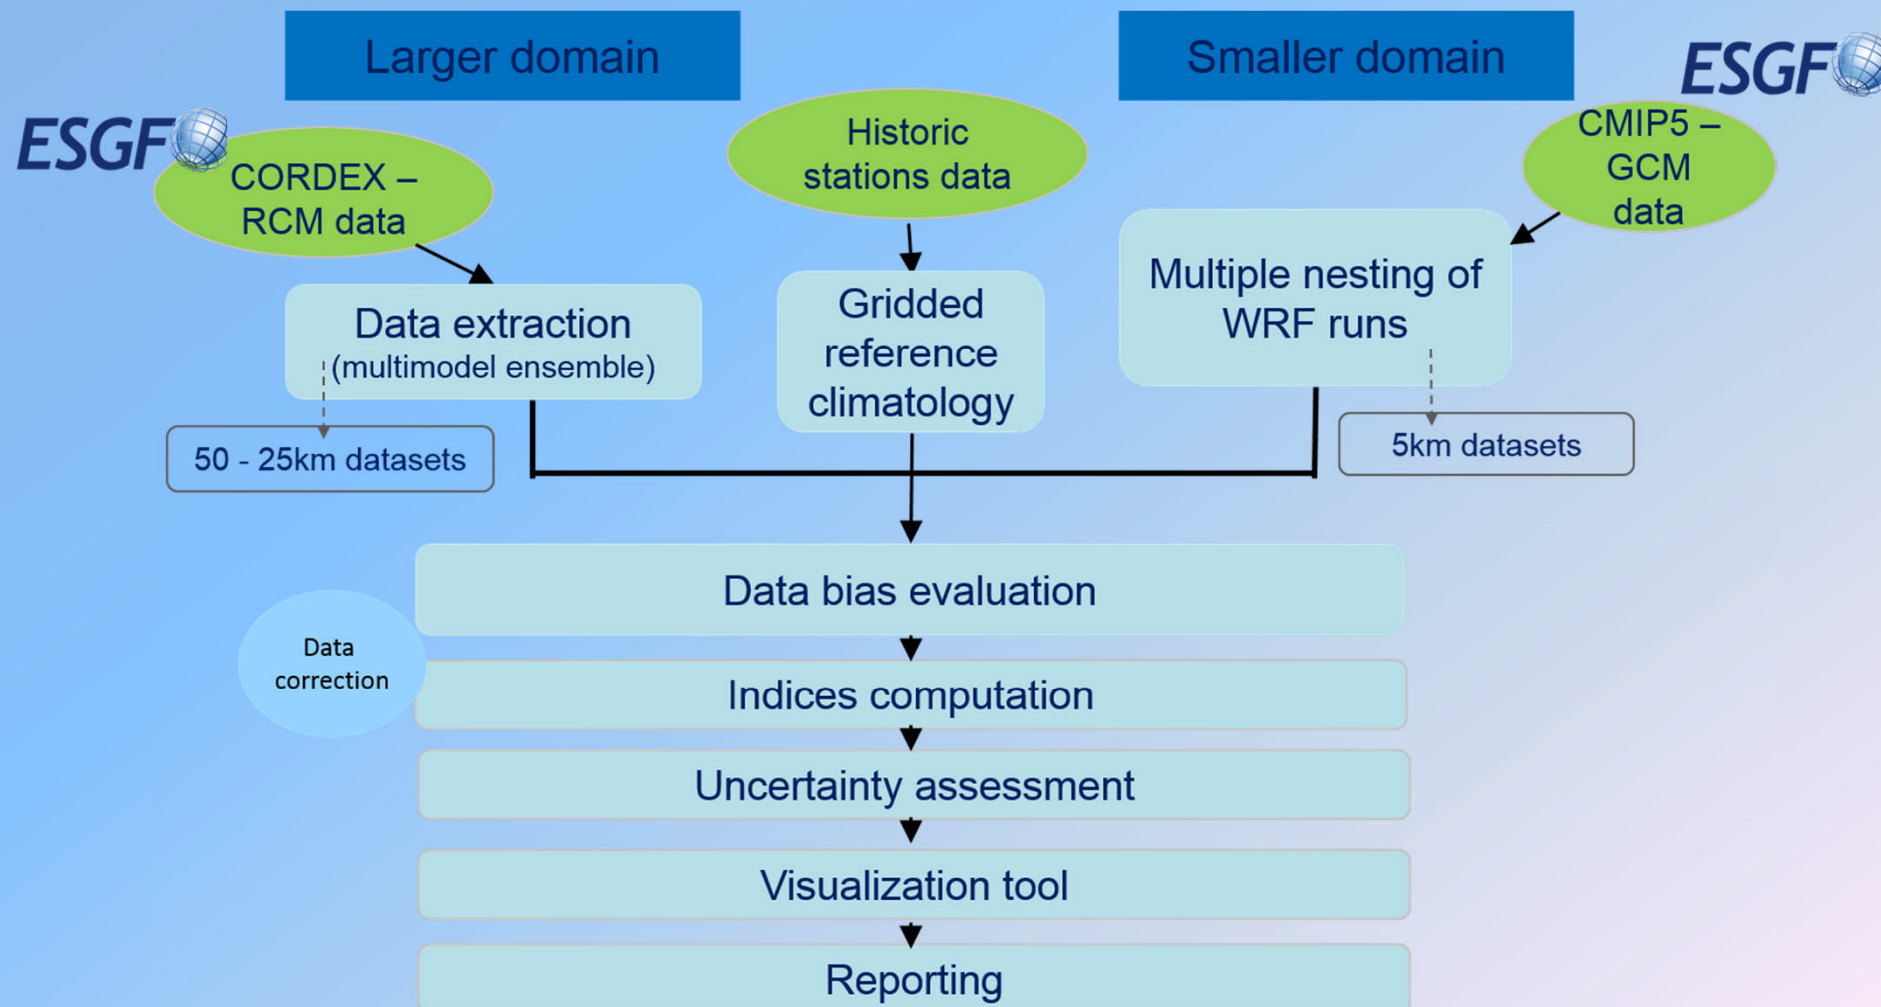 Larger domain
Smaller domain
ESGF
ESGF
CORDEX –
RCM data
Historic
stations data
CMIP5 –
GCM
data
Data extraction
(multimodel ensemble)
Gridded
reference
climatology
Multiple nesting of
WRF runs
50 - 25km datasets
5km datasets
Data bias evaluation
Data
correction
Indices computation
Uncertainty assessment
Visualization tool
Reporting